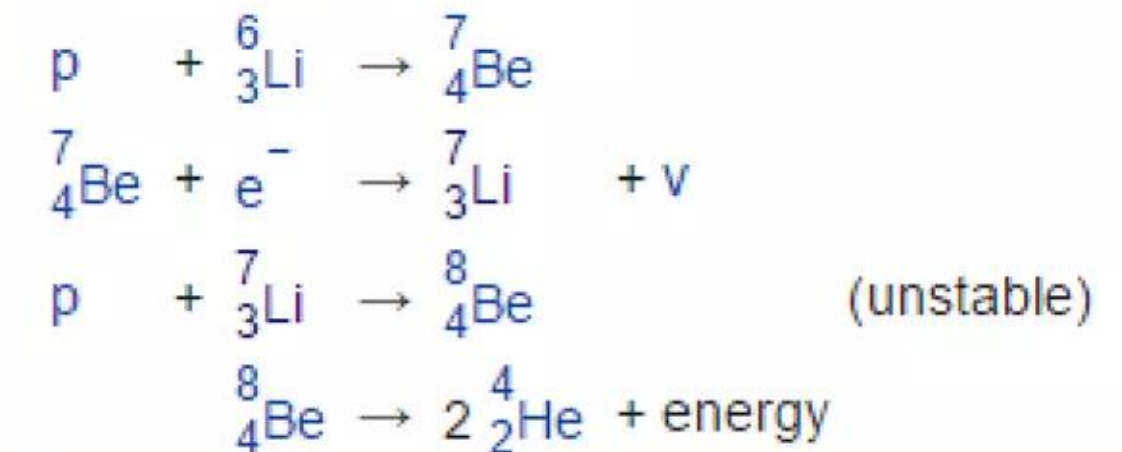 p + ⁶₃Li → ⁷₄Be
⁷₄Be + e⁻ → ⁷₃Li + ν
p + ⁷₃Li → ⁸₄Be (unstable)
⁸₄Be → 2 ⁴₂He + energy